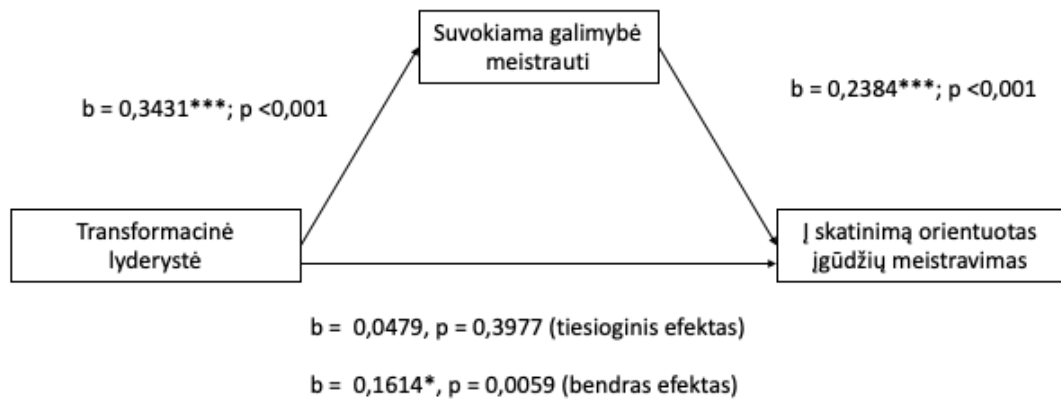 Suvokiama galimybė
meistrauti
b = 0,3431***; p <0,001
b = 0,2384***; p <0,001
Transformacinė
lyderystė
Į skatinimą orientuotas
įgūdžių meistravimas
b = 0,0479, p = 0,3977 (tiesioginis efektas)
b = 0,1614*, p = 0,0059 (bendras efektas)